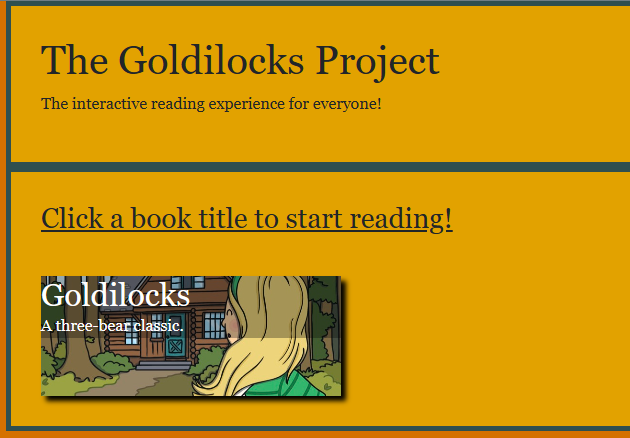 The Goldilocks Project
The interactive reading experience for everyone!
Click a book title to start reading!
Goldilocks
A three-bear classic.